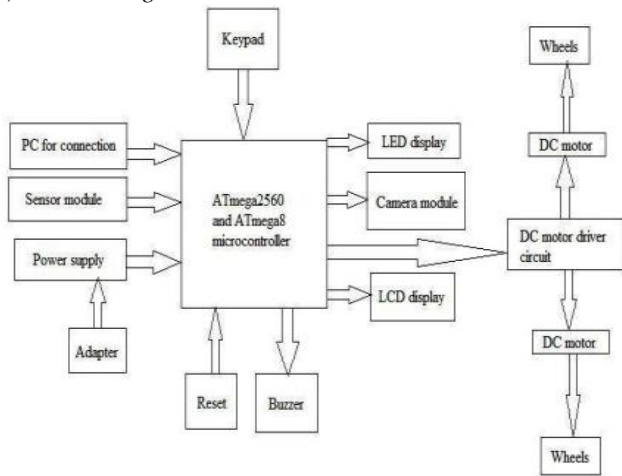 Keypad
Wheels
PC for connection
LED display
DC motor
Sensor module
ATmega2560
and ATmega8
microcontroller
Camera module
DC motor driver
circuit
Power supply
LCD display
DC motor
Adapter
Reset
Buzzer
Wheels